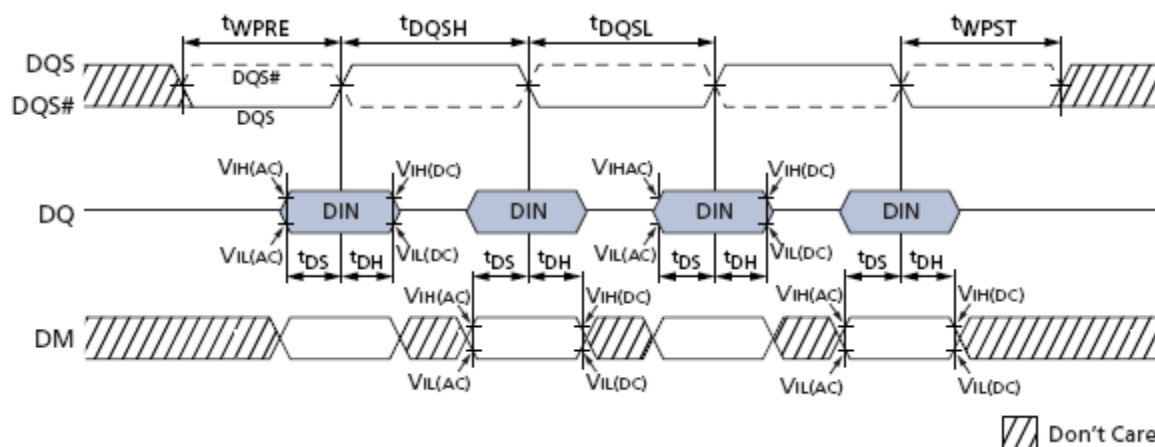 tWPRE tDQSH tDQSL tWPST
DQS
DQS#
DQS#
DQS
VIH(AC) VIH(DC) VIHAC) VIH(DC)
DQ DIN DIN DIN DIN
VIL(AC) VIL(DC) VIL(AC) VIL(DC)
tDS tDH tDS tDH tDS tDH tDS tDH
VIH(AC) VIH(DC) VIH(AC) VIH(DC)
DM
VIL(AC) VIL(DC) VIL(AC) VIL(DC)
Don't Care